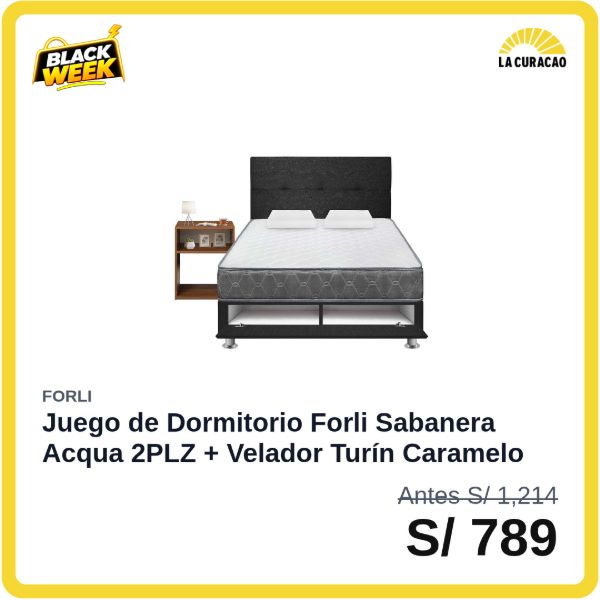 BLACK
WEEK
LA CURACAO
FORLI
Juego de Dormitorio Forli Sabanera
Acqua 2PLZ + Velador Turín Caramelo
Antes S/ 1,214
S/ 789